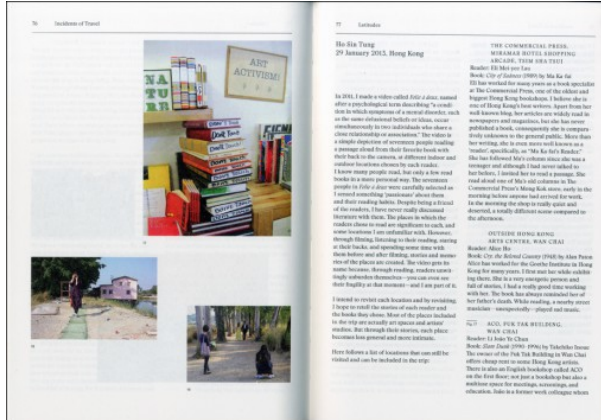 76 Incidents of Travel
NA
TU
RR
ART
ACTIVISM!
DON'T TOUCH
77 Latitudes
Ho Sin Tung
29 January 2013, Hong Kong
In 2011, I made a video called Folie à deux, named
after a psychological term describing "a condi-
tion in which symptoms of a mental disorder, such
as the same delusional beliefs or ideas, occur
simultaneously in two individuals who share a
close relationship or association." The video is
a simple depiction of seventeen people reading
a passage aloud from their favorite book with
their back to the camera, at different indoor and
outdoor locations chosen by each reader.
I know many people read, but only a few read
books in a more personal way. The seventeen
people in Folie à deux were carefully selected as
I sensed something 'passionate' about them
and their reading habits. Despite being a friend
of the readers, I have never really discussed
literature with them. The places in which the
readers chose to read are significant to each, and
some locations I am unfamiliar with. However,
through filming, listening to their reading, staring
at their backs, and spending some time with
them before and after filming, stories and memo-
ries of the places are created. The video gets its
name because, through reading, readers unwit-
tingly unburden themselves – you can even see
their fragility at that moment – and I am part of it.
I intend to revisit each location and by revisiting,
I hope to retell the stories of each reader and
the books they chose. Most of the places included
in the trip are actually art spaces and artists'
studios. But through their stories, each place
becomes less general and more intimate.
Here follows a list of locations that can still be
visited and can be included in the trip:
THE COMMERCIAL PRESS,
MIRAMAR HOTEL SHOPPING
ARCADE, TSIM SHA TSUI
Reader: Eli Mei-yee Lee
Book: City of Sadness (1989) by Ma Ka Fai
Eli has worked for many years as a book specialist
at The Commercial Press, one of the oldest and
biggest Hong Kong bookshops. I believe she is
one of Hong Kong's best writers. Apart from her
well-known blog, her articles are widely read in
newspapers and magazines, but she has never
published a book, consequently she is compara-
tively unknown to the general public. More than
her writing, she is even more well known as a
'reader', specifically, as "Ma Ka Fai's Reader."
She has followed Ma's column since she was a
teenager and although I had never talked to
her before, I invited her to read a passage. She
read aloud one of Ma's old columns in The
Commercial Press's Mong Kok store, early in the
morning before anyone had arrived for work.
In the morning the shop is really quiet and
deserted, a totally different scene compared to
the afternoon.
OUTSIDE HONG KONG
ARTS CENTRE, WAN CHAI
Reader: Alice Ho
Book: Cry, the Beloved Country (1948) by Alan Paton
Alice has worked for the Goethe Institute in Hong
Kong for many years. I first met her while exhibit-
ing there. She is a very energetic person and
full of stories. I had a really good time working
with her. The book has always reminded her of
her father's death. While reading, a nearby street
musician – unexpectedly – played sad music.
ACO, FUK TAK BUILDING,
WAN CHAI
Reader: Li Jolin Yo Chun
Book: Slam Dunk (1990–1996) by Takehiko Inoue
The owner of the Fuk Tak Building in Wan Chai
offers cheap rent to some Hong Kong artists.
There is also an English bookshop called ACO
on the first floor; not just a bookshop but also a
multiuse space for meetings, screenings, and
education. Jolin is a former work colleague whom